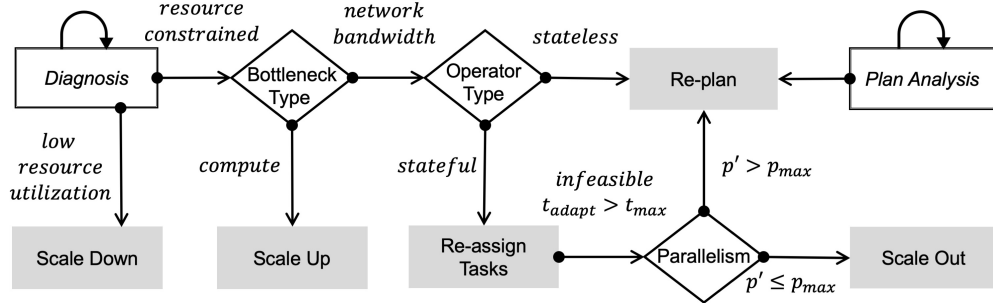 resource
constrained
network
bandwidth
stateless
Diagnosis
Bottleneck
Type
Operator
Type
Re-plan
Plan Analysis
low
resource
utilization
compute
stateful
infeasible
t_adapt > t_max
p′ > p_max
Scale Down
Scale Up
Re-assign
Tasks
Parallelism
Scale Out
p′ ≤ p_max